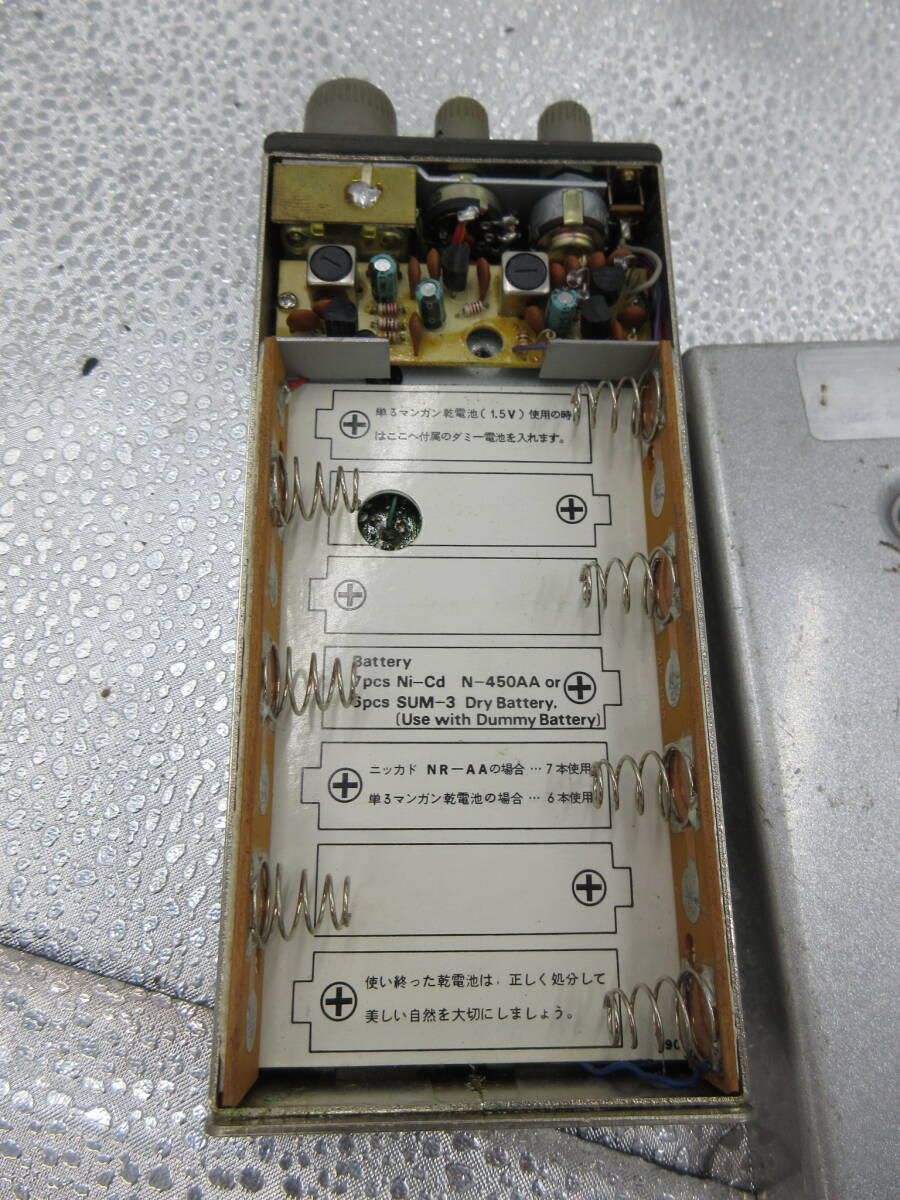 単3マンガン乾電池(1.5V)使用の時
はここへ付属のダミー電池を入れます。
Battery
7pcs Ni-Cd N-450AA or
6pcs SUM-3 Dry Battery.
(Use with Dummy Battery)
ニッカド NR-AAの場合…7本使用
単3マンガン乾電池の場合…6本使用
使い終った乾電池は、正しく処分して
美しい自然を大切にしましょう。